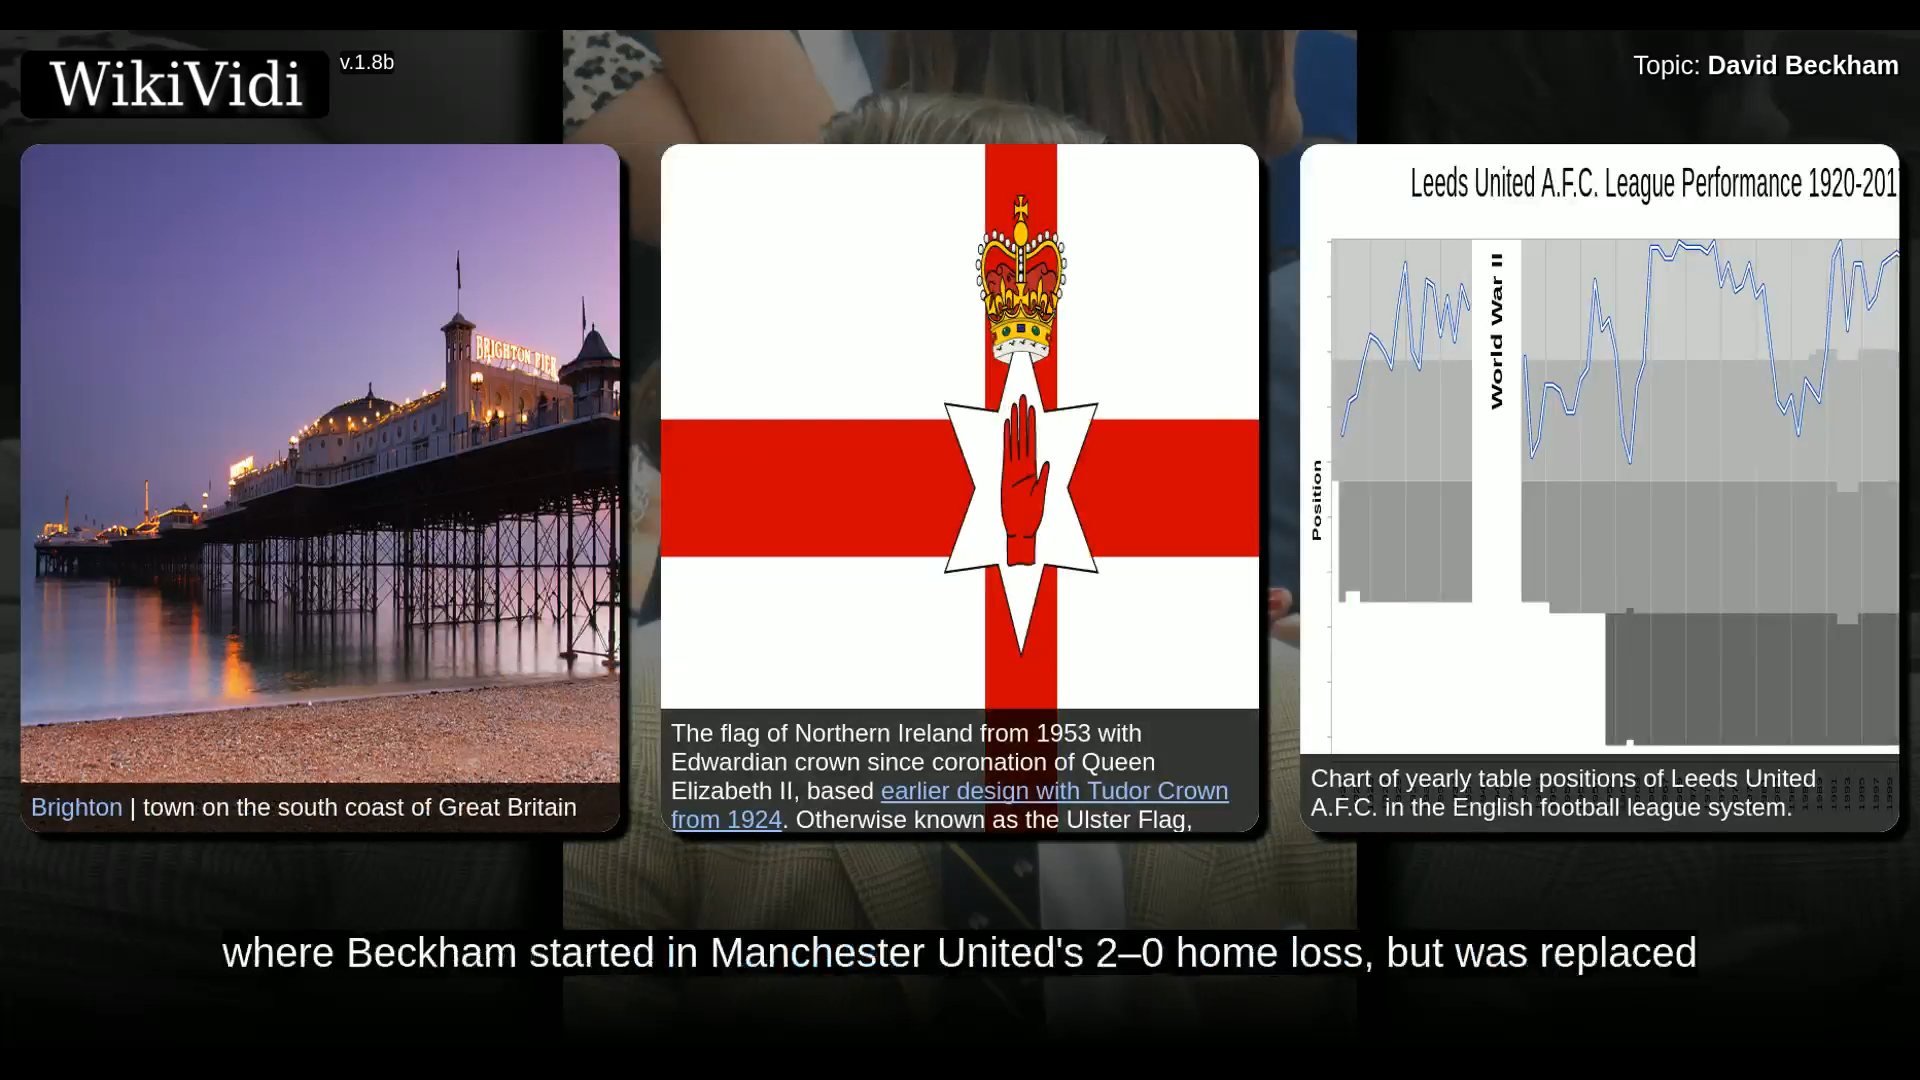 WikiVidi
v.1.8b
Topic: David Beckham
BRIGHTON PIER
Brighton | town on the south coast of Great Britain
The flag of Northern Ireland from 1953 with
Edwardian crown since coronation of Queen
Elizabeth II, based earlier design with Tudor Crown
from 1924. Otherwise known as the Ulster Flag,
Leeds United A.F.C. League Performance 1920-201
World War II
Position
Chart of yearly table positions of Leeds United
A.F.C. in the English football league system.
where Beckham started in Manchester United's 2–0 home loss, but was replaced